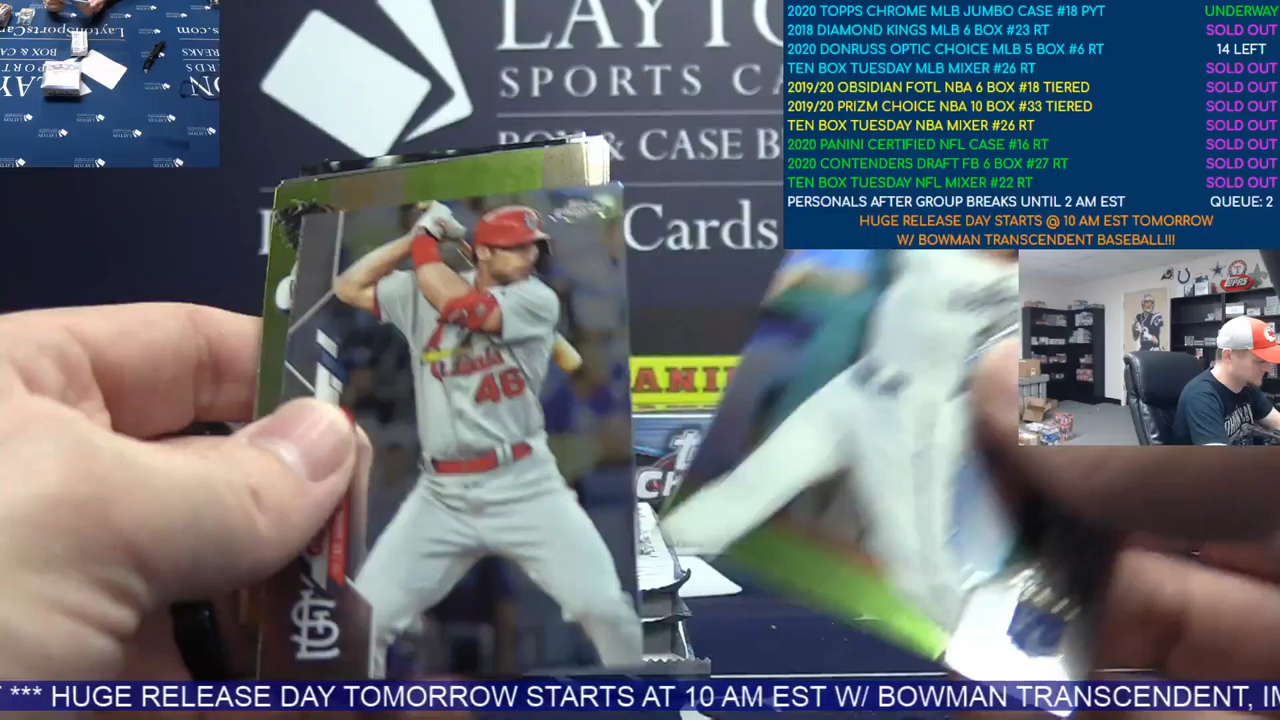 LAYTO
SPORTS CA
BOX & CASE B
Cards
2020 TOPPS CHROME MLB JUMBO CASE #18 PYT UNDERWAY
2018 DIAMOND KINGS MLB 6 BOX #23 RT SOLD OUT
2020 DONRUSS OPTIC CHOICE MLB 5 BOX #6 RT 14 LEFT
TEN BOX TUESDAY MLB MIXER #26 RT SOLD OUT
2019/20 OBSIDIAN FOTL NBA 6 BOX #18 TIERED SOLD OUT
2019/20 PRIZM CHOICE NBA 10 BOX #33 TIERED SOLD OUT
TEN BOX TUESDAY NBA MIXER #26 RT SOLD OUT
2020 PANINI CERTIFIED NFL CASE #16 RT SOLD OUT
2020 CONTENDERS DRAFT FB 6 BOX #27 RT SOLD OUT
TEN BOX TUESDAY NFL MIXER #22 RT SOLD OUT
PERSONALS AFTER GROUP BREAKS UNTIL 2 AM EST QUEUE: 2
HUGE RELEASE DAY STARTS @ 10 AM EST TOMORROW
W/ BOWMAN TRANSCENDENT BASEBALL!!!
46
ANI
STL
*** HUGE RELEASE DAY TOMORROW STARTS AT 10 AM EST W/ BOWMAN TRANSCENDENT, IM